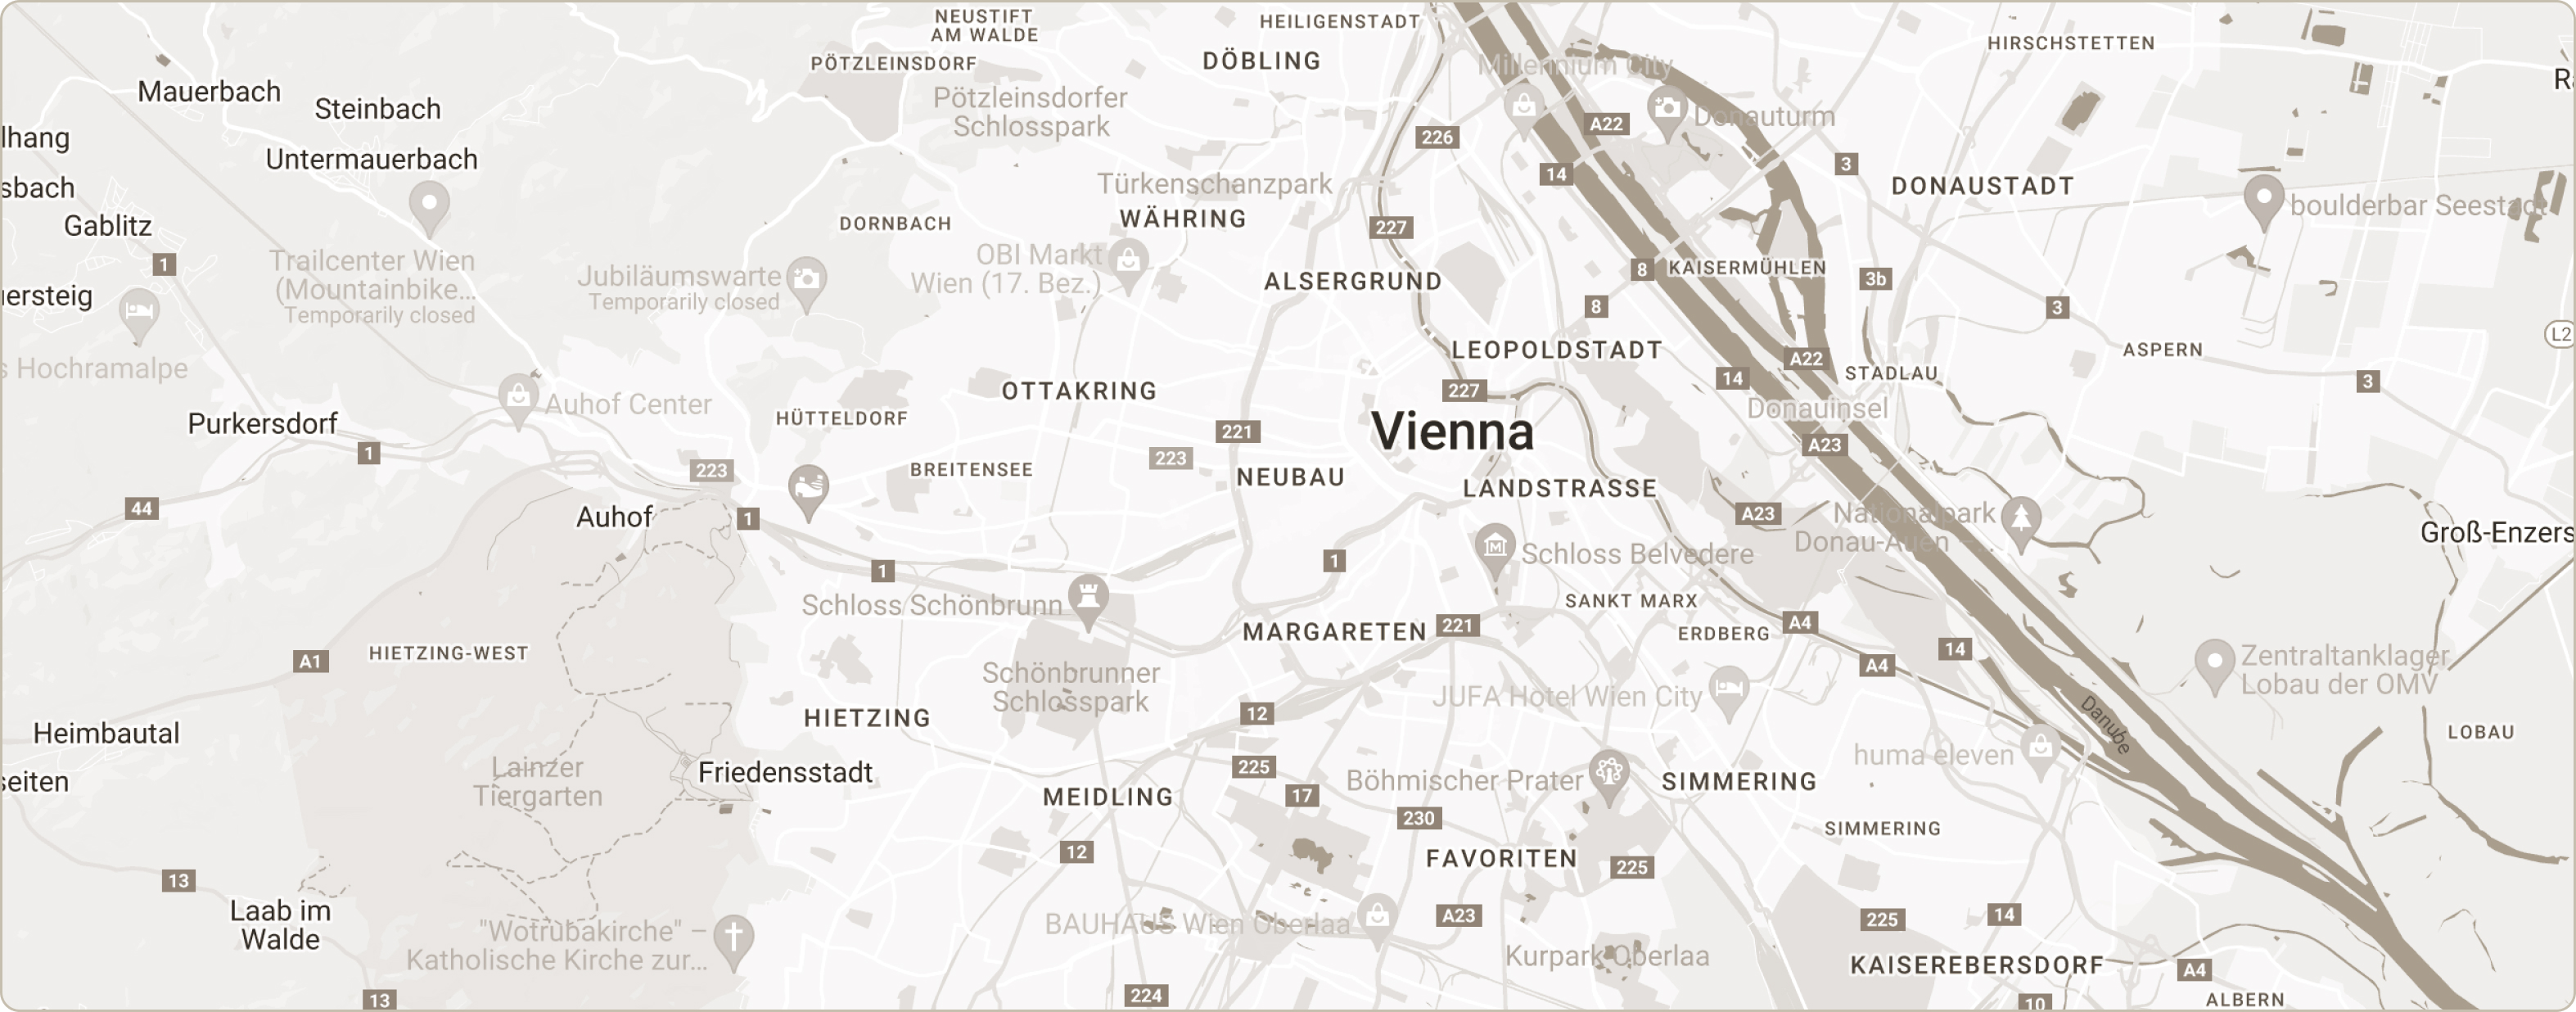 NEUSTIFT
AM WALDE
HEILIGENSTADT
HIRSCHSTETTEN
PÖTZLEINSDORF
DÖBLING
Millennium City
Mauerbach
Steinbach
Pötzleinsdorfer
Schlosspark
A22
Donauturm
226
lhang
Untermauerbach
14
3
sbach
Türkenschanzpark
DONAUSTADT
Gablitz
DORNBACH
WÄHRING
227
boulderbar Seestadt
1
Trailcenter Wien
(Mountainbike...
Temporarily closed
Jubiläumswarte
Temporarily closed
OBI Markt
Wien (17. Bez.)
ALSERGRUND
8
KAISERMÜHLEN
3b
ersteig
8
3
L2
s Hochramalpe
LEOPOLDSTADT
A22
ASPERN
STADLAU
14
3
227
OTTAKRING
Auhof Center
HÜTTELDORF
Donauinsel
Purkersdorf
221
Vienna
A23
1
223
BREITENSEE
223
NEUBAU
LANDSTRASSE
44
Auhof
1
A23
Nationalpark
Donau-Auen –...
Groß-Enzers
1
1
Schloss Belvedere
Schloss Schönbrunn
SANKT MARX
MARGARETEN
221
ERDBERG
A4
14
HIETZING-WEST
A1
A4
Zentraltanklager
Lobau der OMV
Schönbrunner
Schlosspark
JUFA Hotel Wien City
HIETZING
12
Danube
Heimbautal
LOBAU
huma eleven
Lainzer
Tiergarten
Friedensstadt
225
seiten
Böhmischer Prater
SIMMERING
MEIDLING
17
230
SIMMERING
12
FAVORITEN
225
13
Laab im
Walde
"Wotrubakirche" –
Katholische Kirche zur...
BAUHAUS Wien Oberlaa
A23
225
14
Kurpark Oberlaa
KAISEREBERSDORF
A4
13
224
10
ALBERN